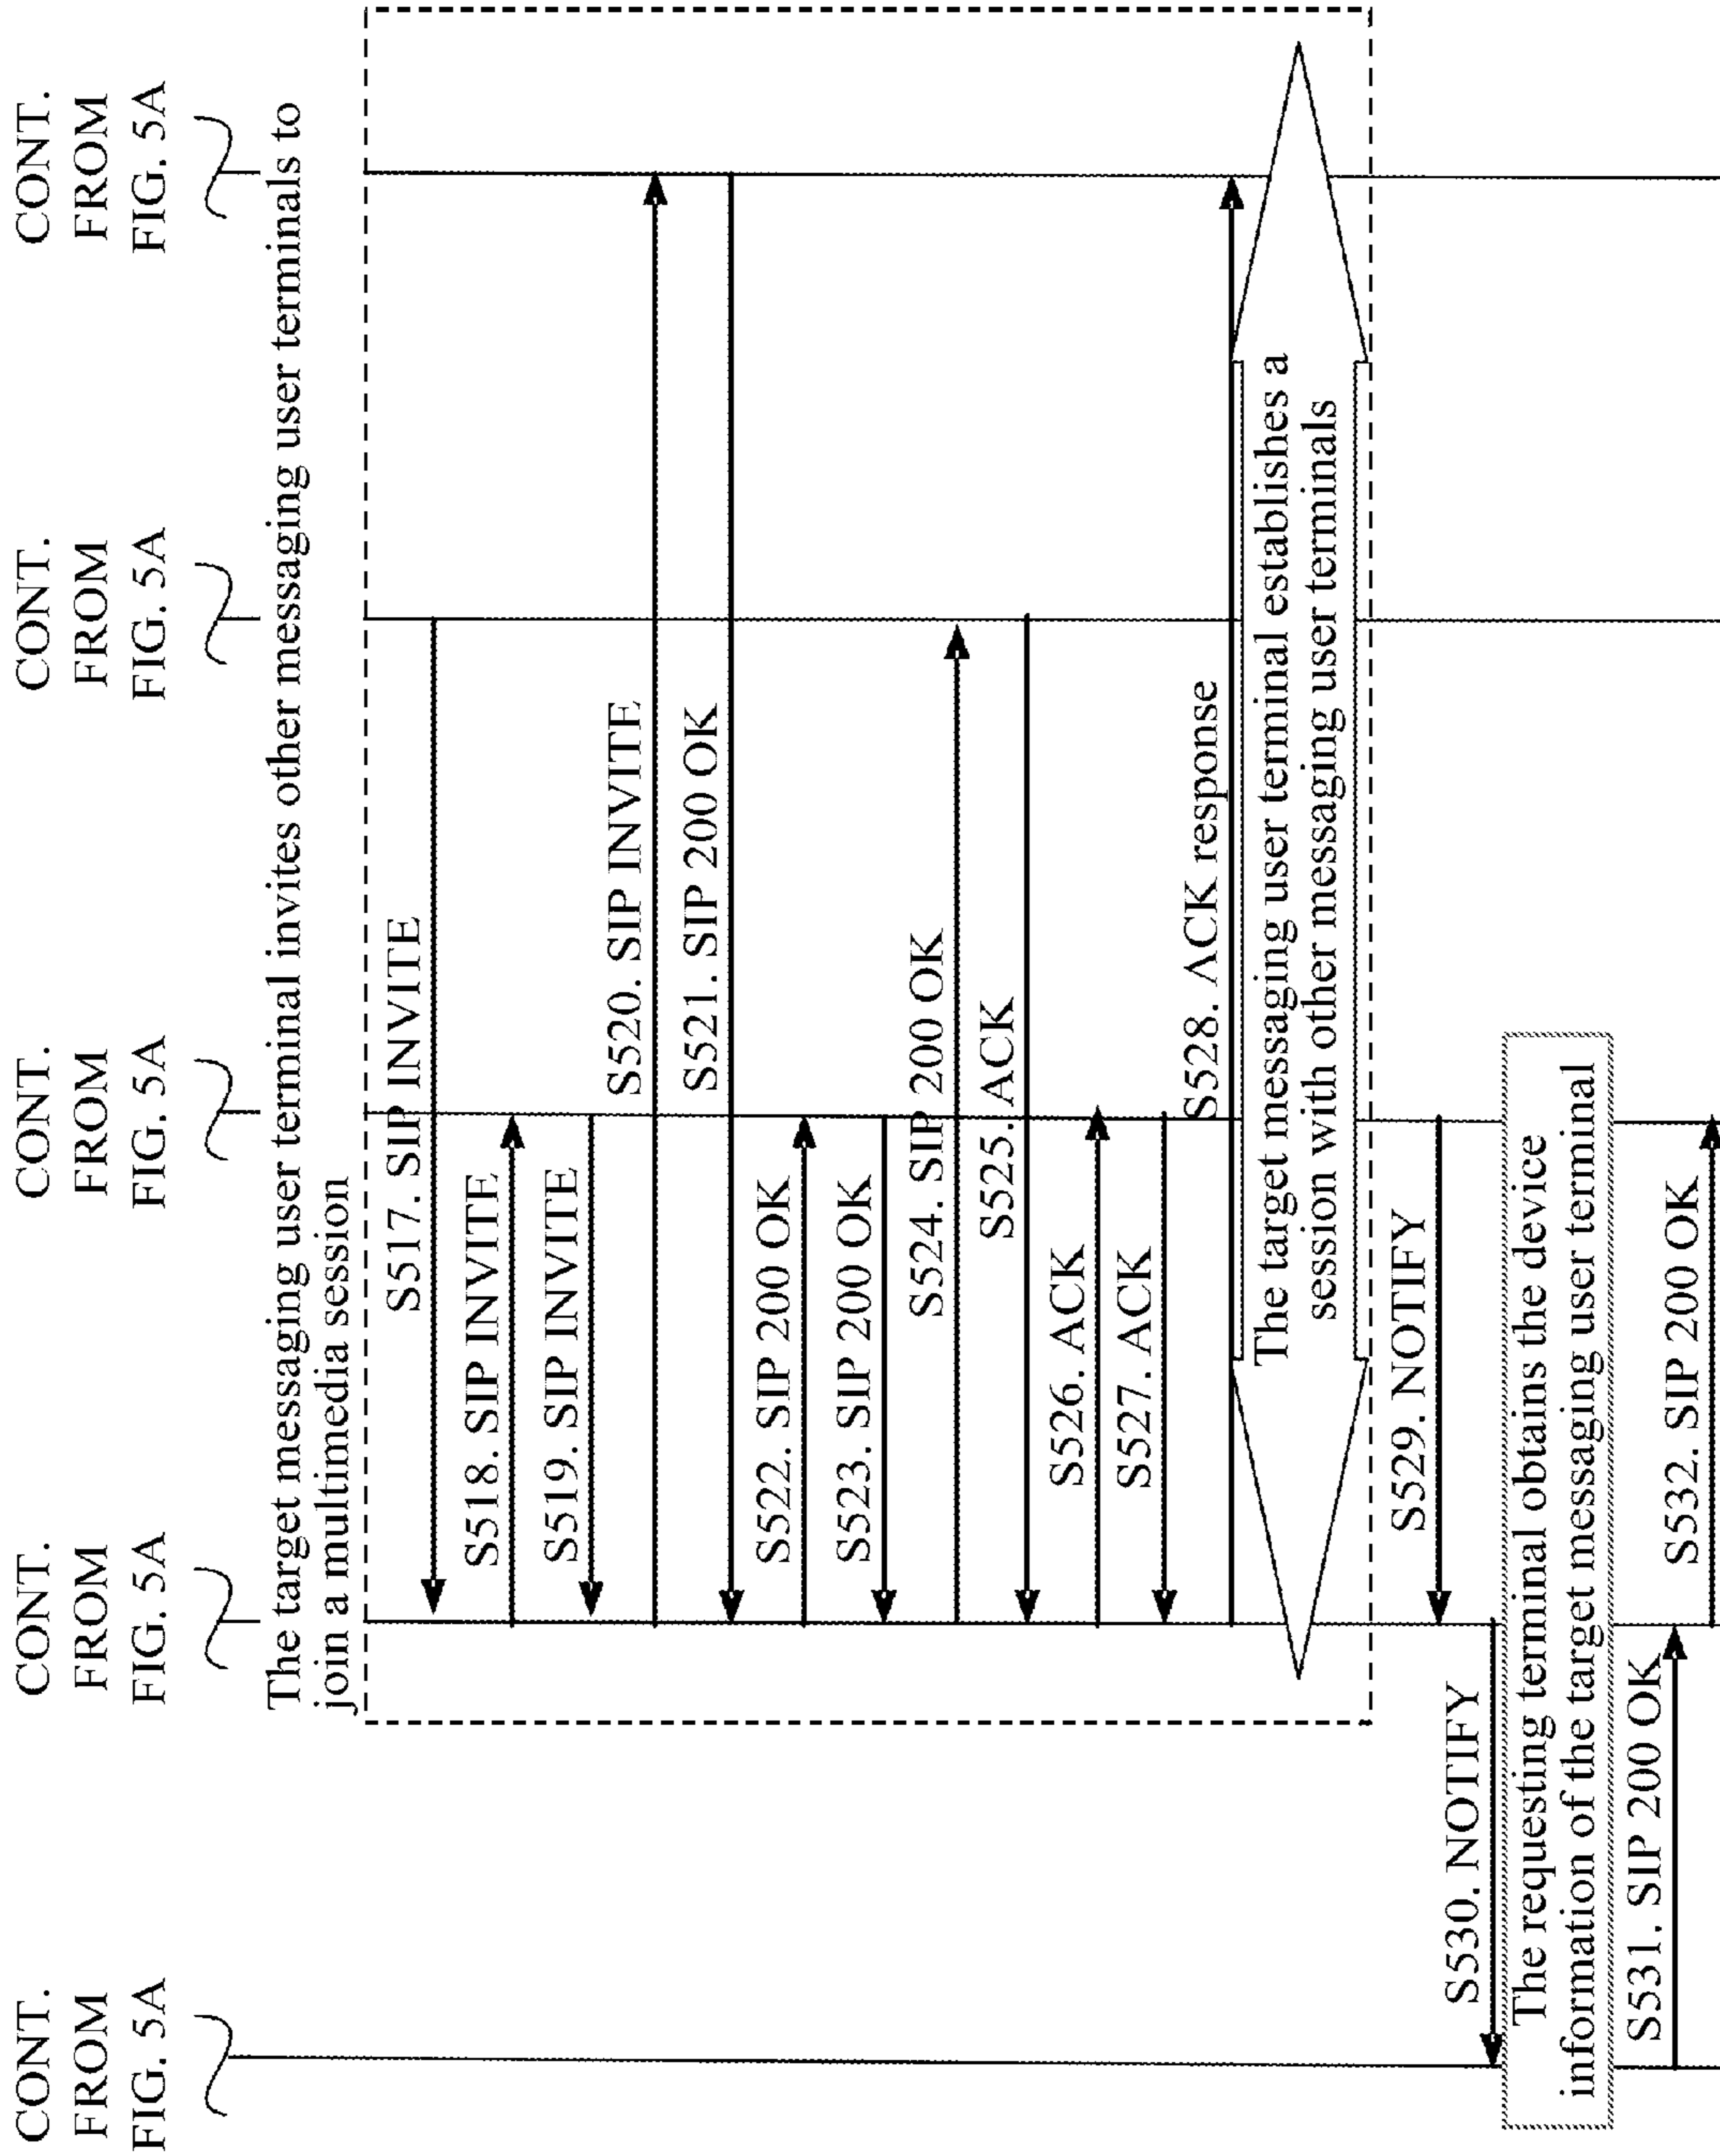 CONT.
FROM
FIG. 5A
CONT.
FROM
FIG. 5A
CONT.
FROM
FIG. 5A
CONT.
FROM
FIG. 5A
CONT.
FROM
FIG. 5A
The target messaging user terminal invites other messaging user terminals to
join a multimedia session
S517. SIP INVITE
S518. SIP INVITE
S519. SIP INVITE
S520. SIP INVITE
S521. SIP 200 OK
S522. SIP 200 OK
S523. SIP 200 OK
S524. SIP 200 OK
S525. ACK
S526. ACK
S527. ACK
S528. ACK response
The target messaging user terminal establishes a
session with other messaging user terminals
S529. NOTIFY
S530. NOTIFY
The requesting terminal obtains the device
information of the target messaging user terminal
S531. SIP 200 OK
S532. SIP 200 OK